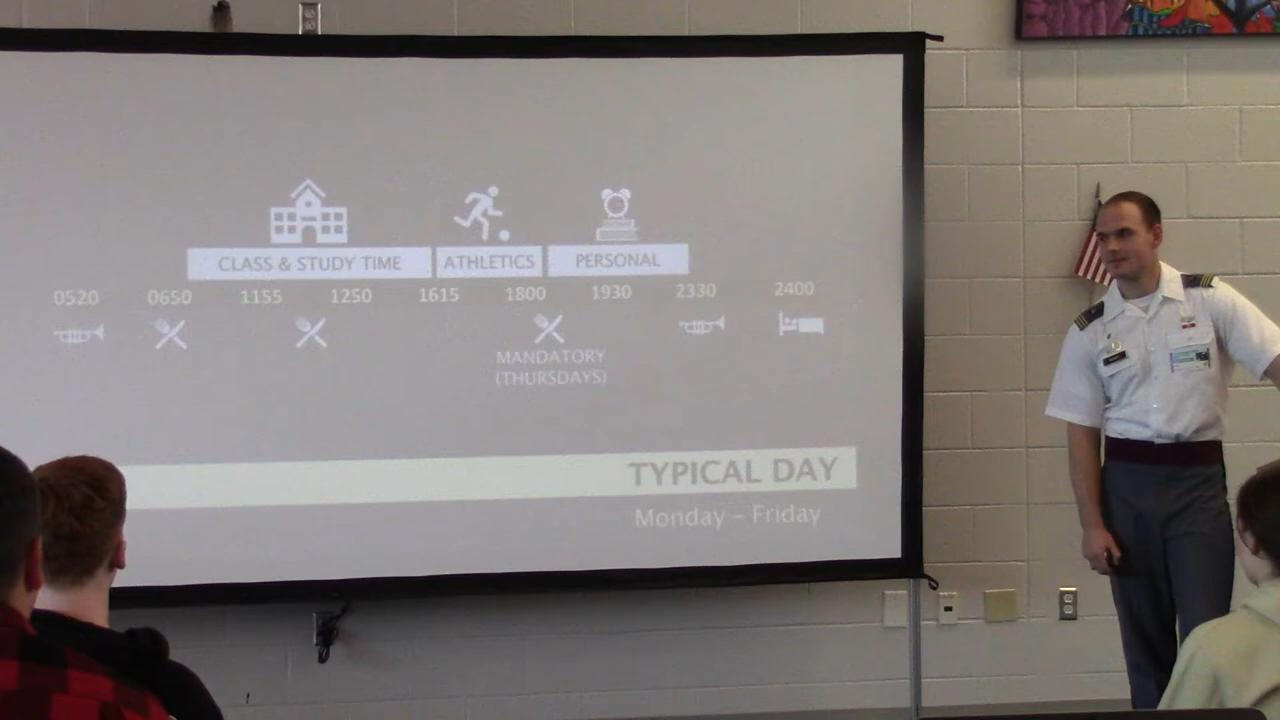 CLASS & STUDY TIME ATHLETICS PERSONAL
0520 0650 1155 1250 1615 1800 1930 2330 2400
MANDATORY
(THURSDAYS)
TYPICAL DAY
Monday – Friday